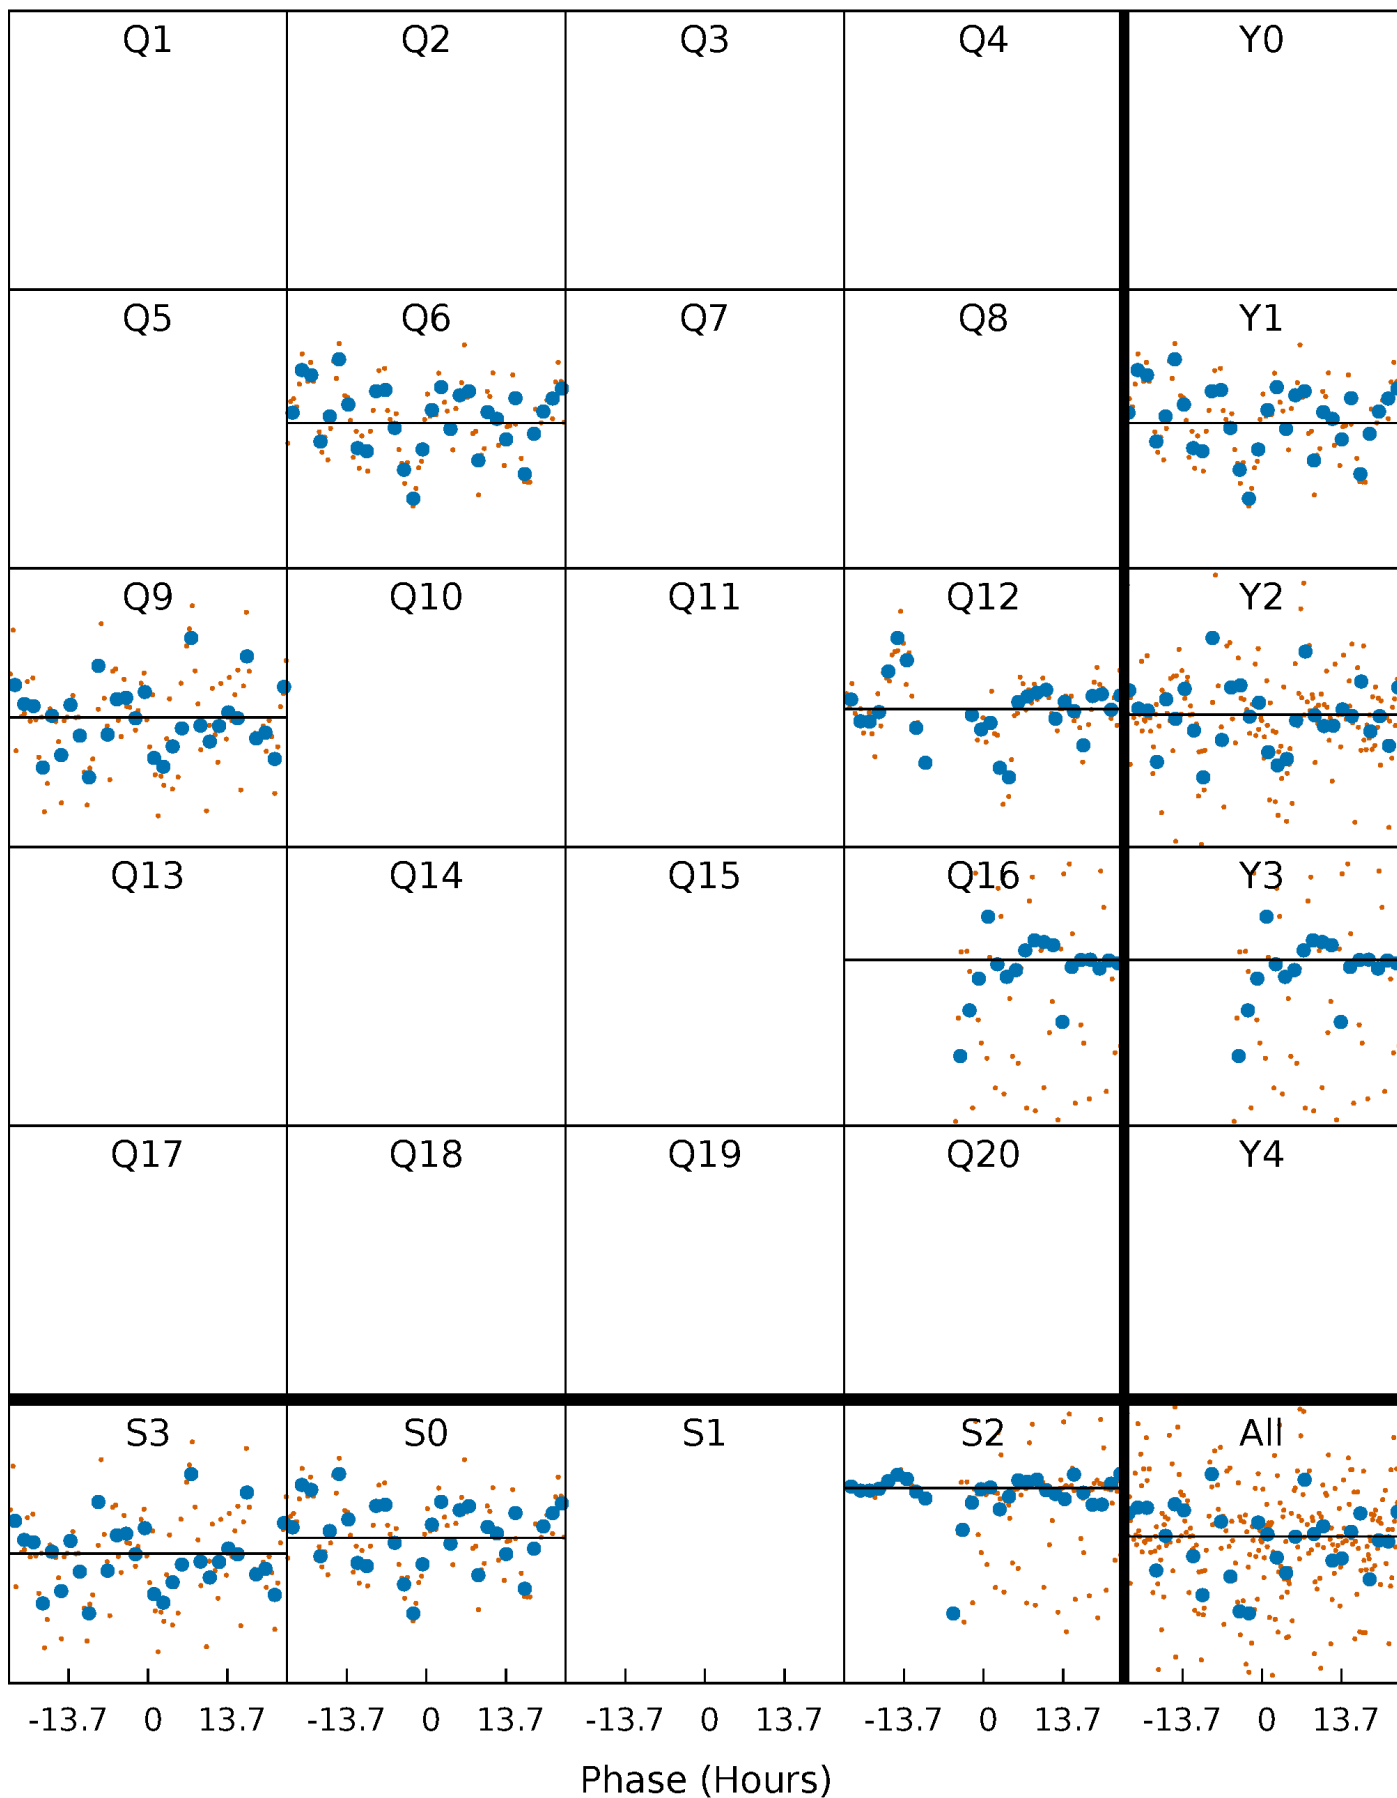 Q1 Q2 Q3 Q4 Y0
Q5 Q6 Q7 Q8 Y1
Q9 Q10 Q11 Q12 Y2
Q13 Q14 Q15 Q16 Y3
Q17 Q18 Q19 Q20 Y4
S3 S0 S1 S2 All
-13.7 0 13.7 -13.7 0 13.7 -13.7 0 13.7 -13.7 0 13.7 -13.7 0 13.7
Phase (Hours)